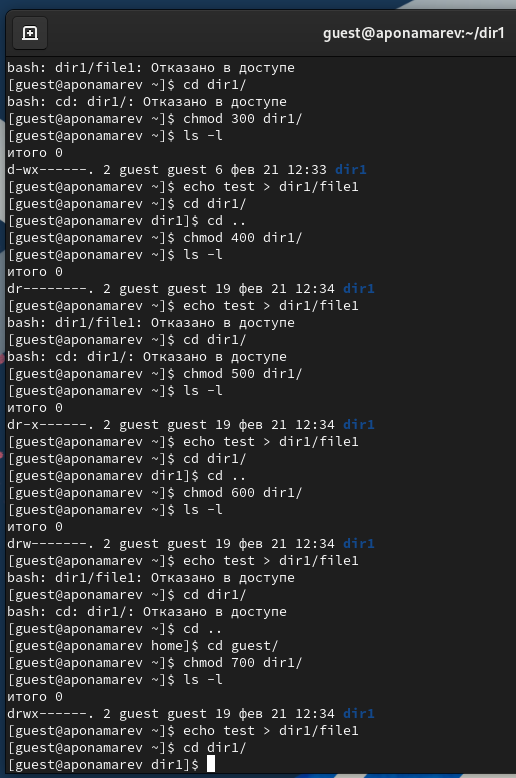 guest@aponamarev:~/dir1
bash: dir1/file1: Отказано в доступе
[guest@aponamarev ~]$ cd dir1/
bash: cd: dir1/: Отказано в доступе
[guest@aponamarev ~]$ chmod 300 dir1/
[guest@aponamarev ~]$ ls -l
итого 0
d-wx------. 2 guest guest 6 фев 21 12:33 dir1
[guest@aponamarev ~]$ echo test > dir1/file1
[guest@aponamarev ~]$ cd dir1/
[guest@aponamarev dir1]$ cd ..
[guest@aponamarev ~]$ chmod 400 dir1/
[guest@aponamarev ~]$ ls -l
итого 0
dr--------. 2 guest guest 19 фев 21 12:34 dir1
[guest@aponamarev ~]$ echo test > dir1/file1
bash: dir1/file1: Отказано в доступе
[guest@aponamarev ~]$ cd dir1/
bash: cd: dir1/: Отказано в доступе
[guest@aponamarev ~]$ chmod 500 dir1/
[guest@aponamarev ~]$ ls -l
итого 0
dr-x------. 2 guest guest 19 фев 21 12:34 dir1
[guest@aponamarev ~]$ echo test > dir1/file1
[guest@aponamarev ~]$ cd dir1/
[guest@aponamarev dir1]$ cd ..
[guest@aponamarev ~]$ chmod 600 dir1/
[guest@aponamarev ~]$ ls -l
итого 0
drw-------. 2 guest guest 19 фев 21 12:34 dir1
[guest@aponamarev ~]$ echo test > dir1/file1
bash: dir1/file1: Отказано в доступе
[guest@aponamarev ~]$ cd dir1/
bash: cd: dir1/: Отказано в доступе
[guest@aponamarev ~]$ cd ..
[guest@aponamarev home]$ cd guest/
[guest@aponamarev ~]$ chmod 700 dir1/
[guest@aponamarev ~]$ ls -l
итого 0
drwx------. 2 guest guest 19 фев 21 12:34 dir1
[guest@aponamarev ~]$ echo test > dir1/file1
[guest@aponamarev ~]$ cd dir1/
[guest@aponamarev dir1]$